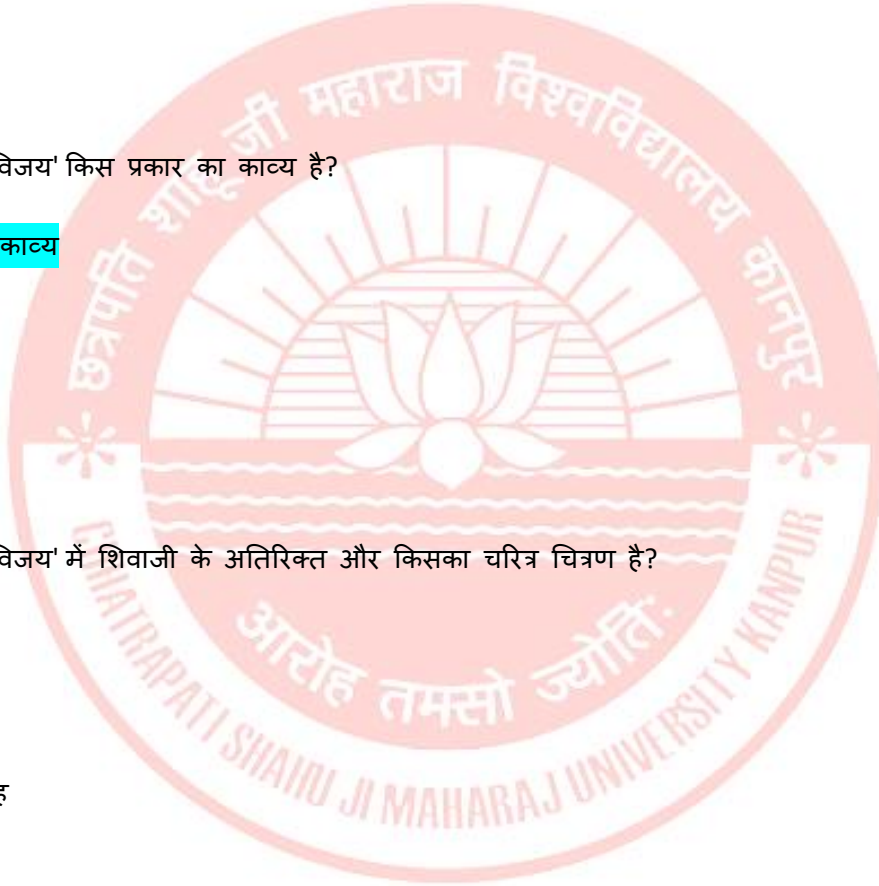 विजय' किस प्रकार का काव्य है?
काव्य
विजय' में शिवाजी के अतिरिक्त और किसका चरित्र चित्रण है?
ह
छत्रपति शाहू जी महाराज विश्वविद्यालय कानपुर
आरोह तमसो ज्योतिः
CHATRAPATI SHAHU JI MAHARAJ UNIVERSITY KANPUR